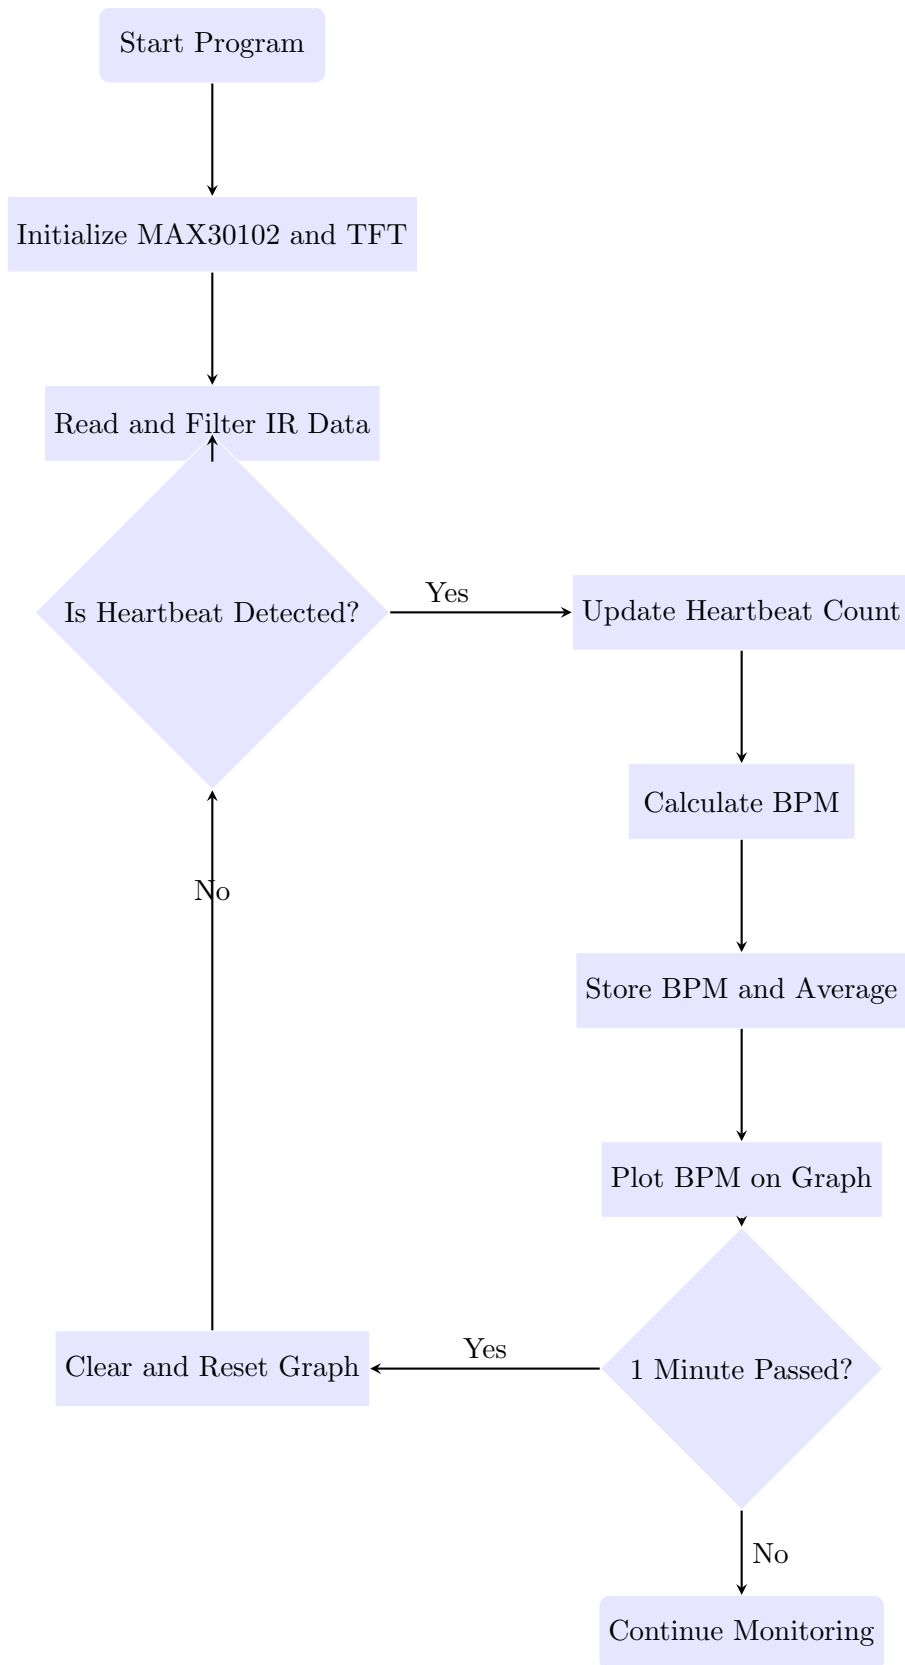 Start Program
Initialize MAX30102 and TFT
Read and Filter IR Data
Is Heartbeat Detected?
Yes
Update Heartbeat Count
Calculate BPM
No
Store BPM and Average
Plot BPM on Graph
Clear and Reset Graph
Yes
1 Minute Passed?
No
Continue Monitoring